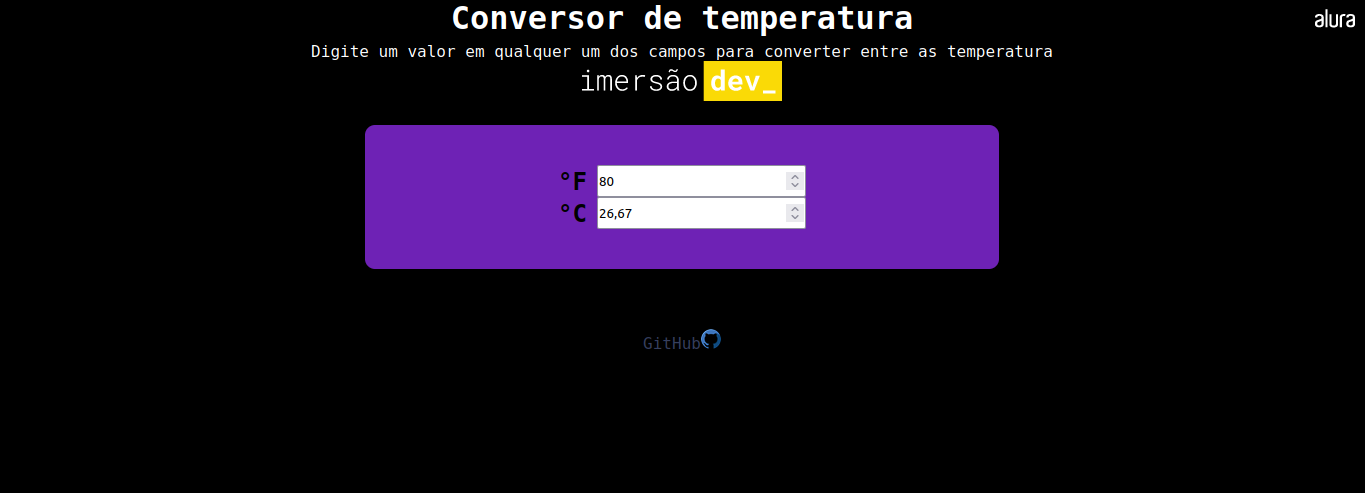 Conversor de temperatura
alura
Digite um valor em qualquer um dos campos para converter entre as temperatura
imersão dev_
°F 80
°C 26,67
GitHub